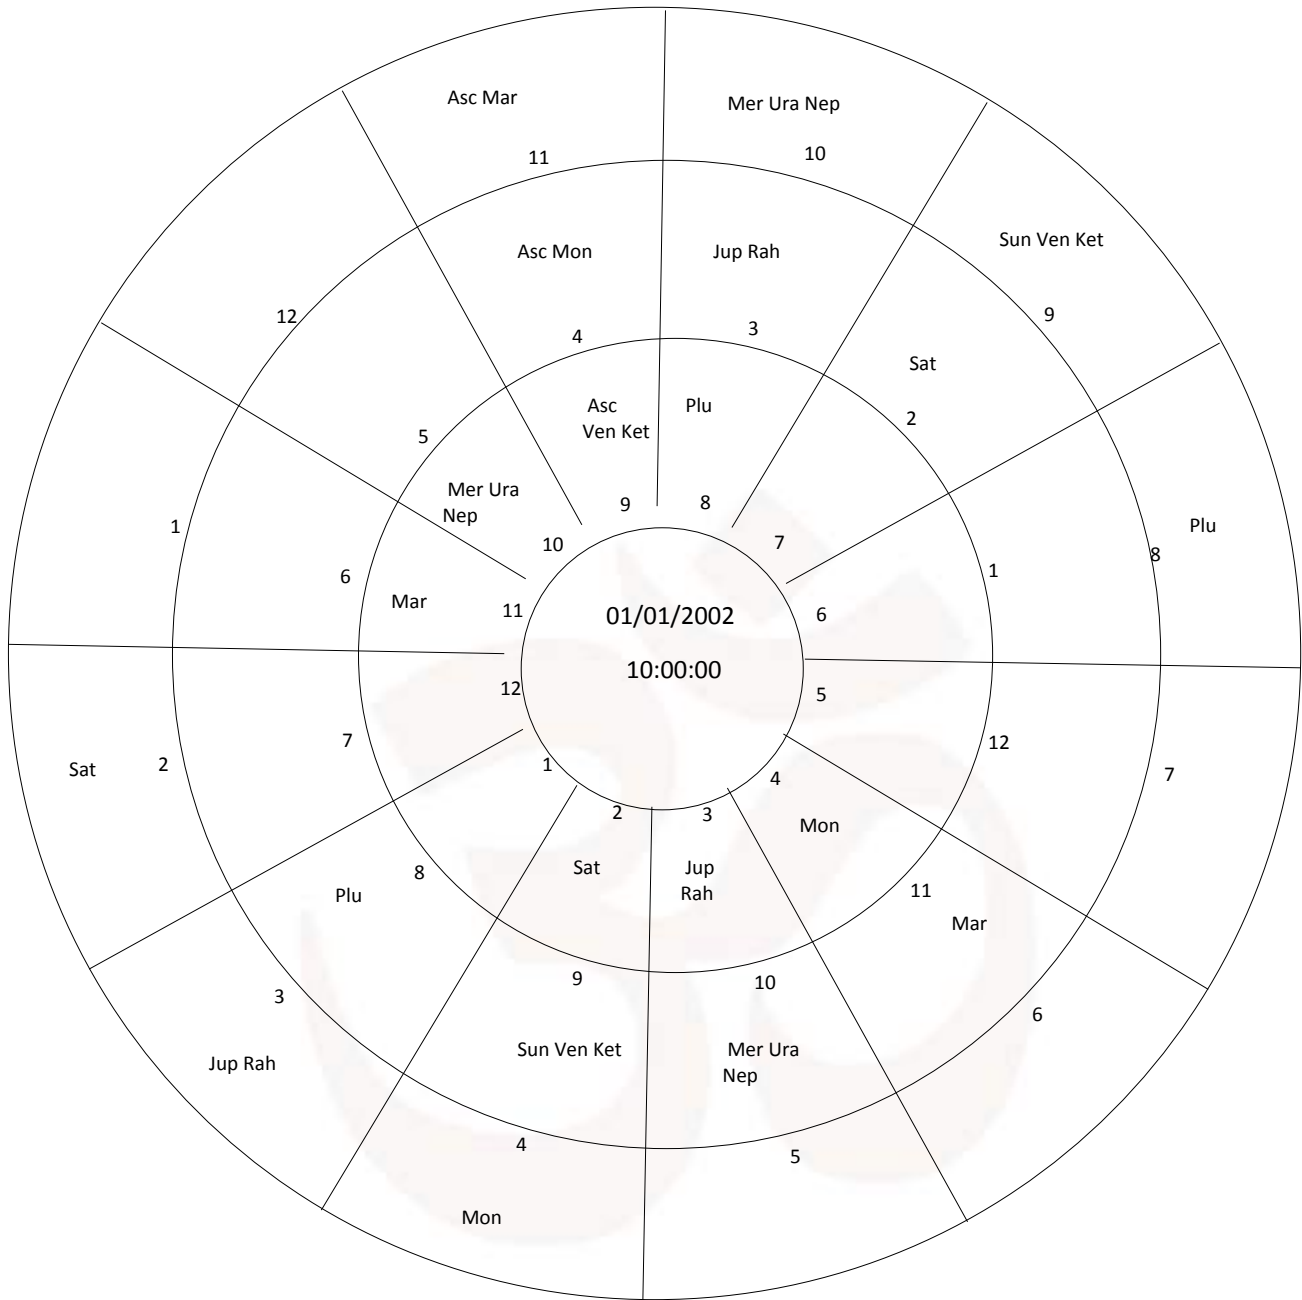 Asc Mar
Mer Ura Nep
11
10
Sun Ven Ket
Asc Mon
Jup Rah
12
9
4
3
Sat
Asc
Ven Ket
Plu
5
2
Mer Ura
Nep
9
8
1
Plu
10
7
8
6
1
Mar
11
01/01/2002
6
10:00:00
12
5
7
12
Sat
2
1
4
7
2
3
Mon
8
Sat
Jup
Rah
11
Plu
Mar
9
10
3
6
Sun Ven Ket
Mer Ura
Nep
Jup Rah
4
5
Mon